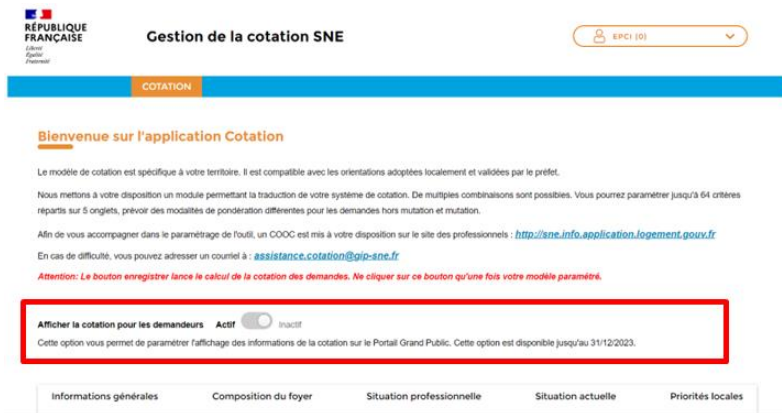 RÉPUBLIQUE
FRANÇAISE
Liberté
Égalité
Fraternité
Gestion de la cotation SNE
EPCI (0)
COTATION
Bienvenue sur l'application Cotation
Le modèle de cotation est spécifique à votre territoire. Il est compatible avec les orientations adoptées localement et validées par le préfet.
Nous mettons à votre disposition un module permettant la traduction de votre système de cotation. De multiples combinaisons sont possibles. Vous pourrez paramétrer jusqu'à 64 critères
répartis sur 5 onglets, prévoir des modalités de pondération différentes pour les demandes hors mutation et mutation.
Afin de vous accompagner dans le paramétrage de l'outil, un COOC est mis à votre disposition sur le site des professionnels : http://sne.info.application.logement.gouv.fr
En cas de difficulté, vous pouvez adresser un courriel à : assistance.cotation@gip-sne.fr
Attention: Le bouton enregistrer lance le calcul de la cotation des demandes. Ne cliquer sur ce bouton qu'une fois votre modèle paramétré.
Afficher la cotation pour les demandeurs Actif Inactif
Cette option vous permet de paramétrer l'affichage des informations de la cotation sur le Portail Grand Public. Cette option est disponible jusqu'au 31/12/2023.
Informations générales Composition du foyer Situation professionnelle Situation actuelle Priorités locales